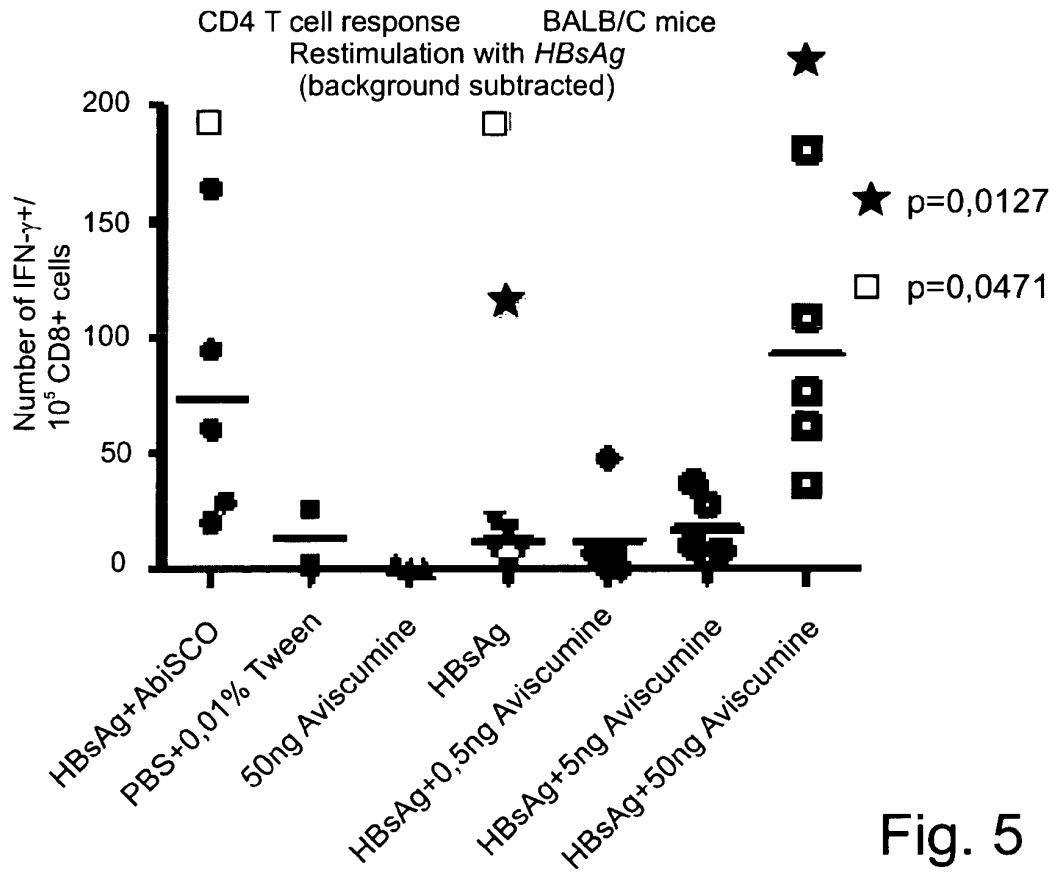 CD4 T cell response BALB/C mice
Restimulation with HBsAg
(background subtracted)
Number of IFN-γ+/
10⁵ CD8+ cells
200
150
100
50
0
p=0,0127
p=0,0471
HBsAg+AbiSCO
PBS+0,01% Tween
50ng Aviscumine
HBsAg
HBsAg+0,5ng Aviscumine
HBsAg+5ng Aviscumine
HBsAg+50ng Aviscumine
Fig. 5